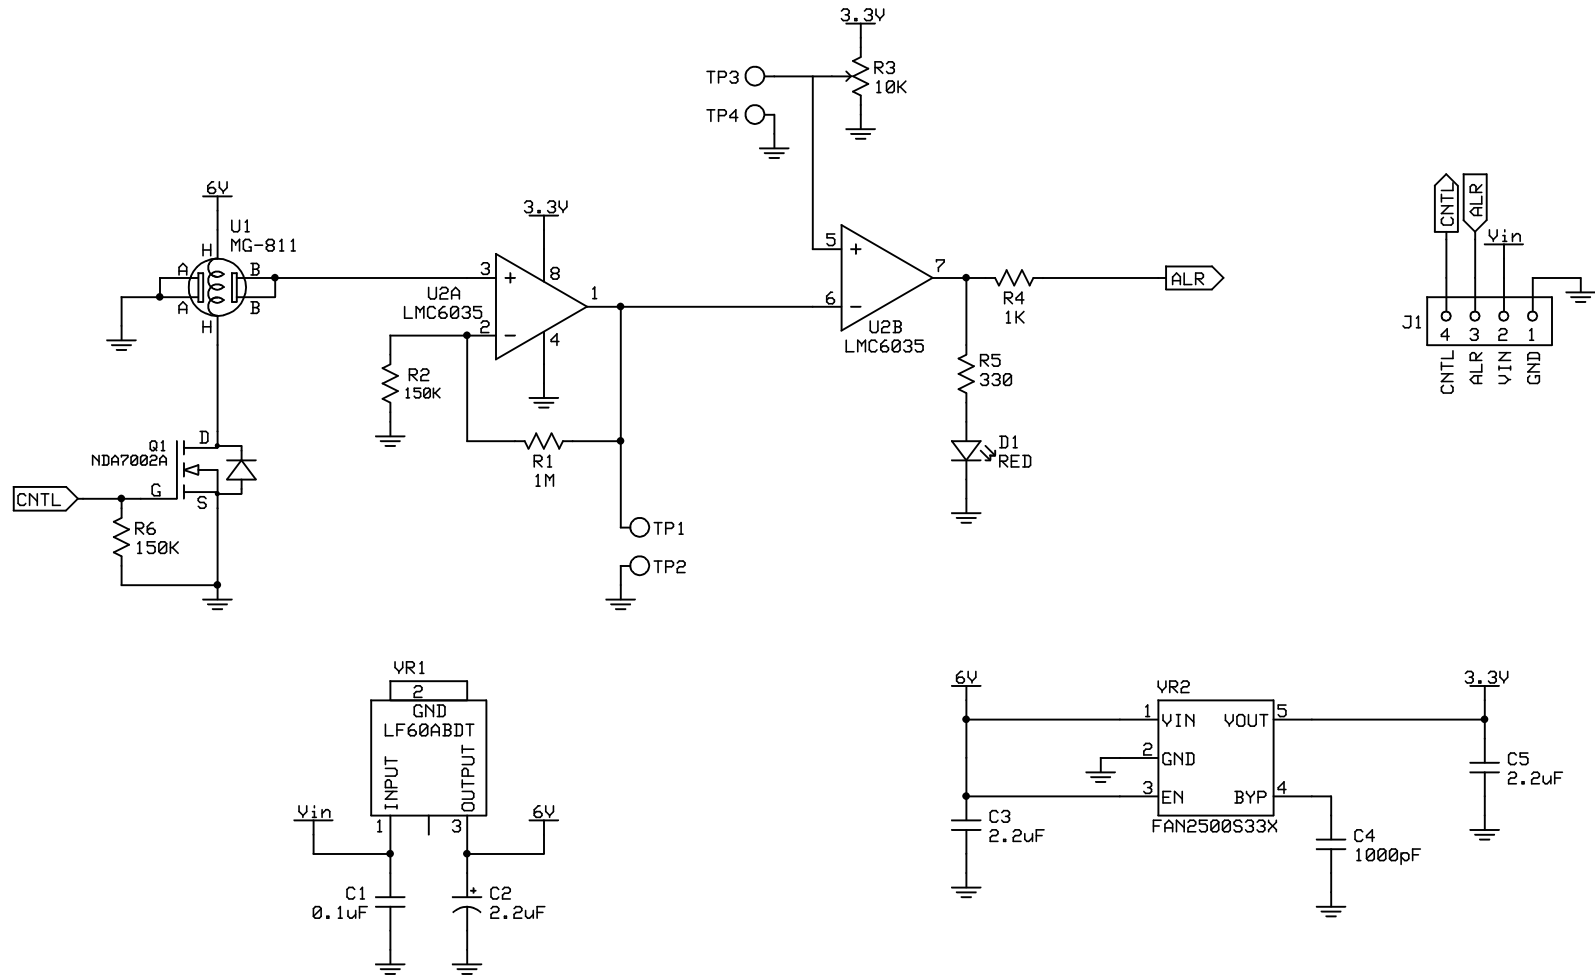 3.3V
TP3
R3
10K
TP4
6V
U1
MG-811
H
A
B
A
B
H
3.3V
3
+
8
U2A
LMC6035
1
2
−
4
R2
150K
R1
1M
TP1
TP2
5
+
7
6
−
U2B
LMC6035
R4
1K
ALR
R5
330
D1
RED
CNTL
ALR
Vin
J1
4
3
2
1
CNTL
ALR
VIN
GND
Q1
NDA7002A
D
G
S
CNTL
R6
150K
VR1
2
GND
LF60ABDT
INPUT
OUTPUT
Vin
1
3
6V
C1
0.1uF
+
C2
2.2uF
6V
VR2
3.3V
1
VIN
VOUT
5
2
GND
3
EN
BYP
4
FAN2500S33X
C3
2.2uF
C4
1000pF
C5
2.2uF